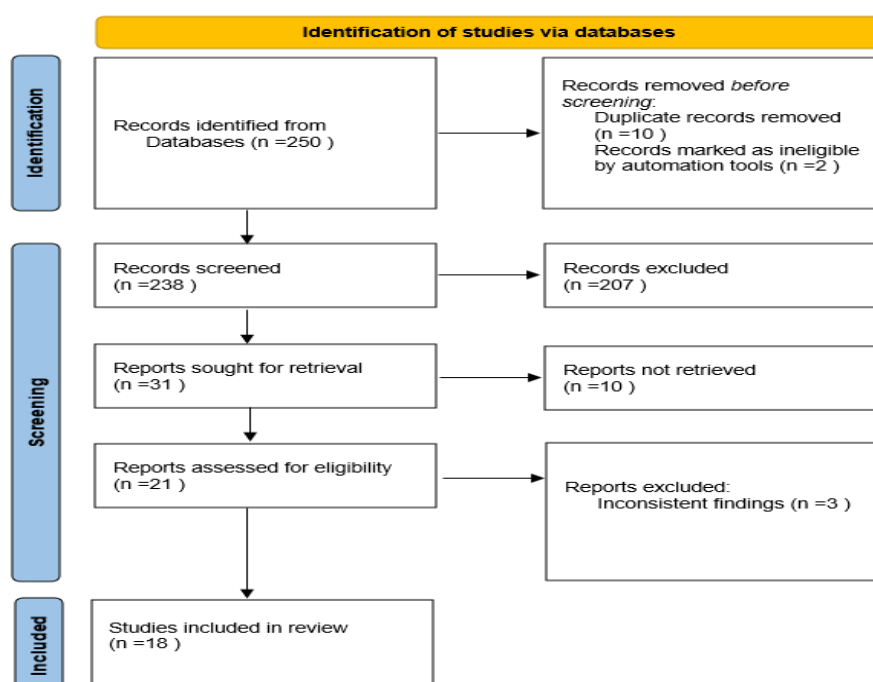 Identification of studies via databases
Identification
Records identified from
Databases (n =250 )
Records removed before
screening:
Duplicate records removed
(n =10 )
Records marked as ineligible
by automation tools (n =2 )
Screening
Records screened
(n =238 )
Records excluded
(n =207 )
Reports sought for retrieval
(n =31 )
Reports not retrieved
(n =10 )
Reports assessed for eligibility
(n =21 )
Reports excluded:
Inconsistent findings (n =3 )
Included
Studies included in review
(n =18 )